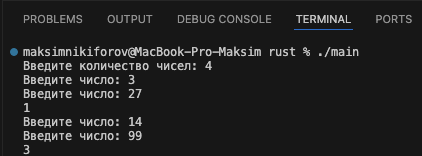 PROBLEMS OUTPUT DEBUG CONSOLE TERMINAL PORTS
maksimnikiforov@MacBook-Pro-Maksim rust % ./main
Введите количество чисел: 4
Введите число: 3
Введите число: 27
1
Введите число: 14
Введите число: 99
3